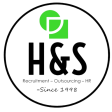 H&S
Recruitment - Outsourcing - HR
-Since 1998